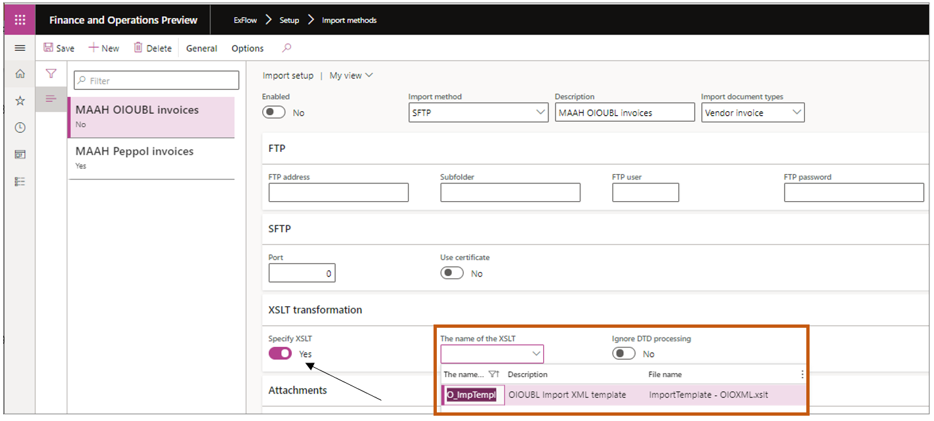 Finance and Operations Preview ExFlow > Setup > Import methods
Save New Delete General Options
Filter
MAAH OIOUBL invoices
No
MAAH Peppol invoices
Yes
Import setup | My view
Enabled Import method Description Import document types
No SFTP MAAH OIOUBL invoices Vendor invoice
FTP
FTP address Subfolder FTP user FTP password
SFTP
Port Use certificate
0 No
XSLT transformation
Specify XSLT The name of the XSLT Ignore DTD processing
Yes No
The name... Description File name
O_ImpTempl OIOUBL Import XML template ImportTemplate - OIOXML.xslt
Attachments